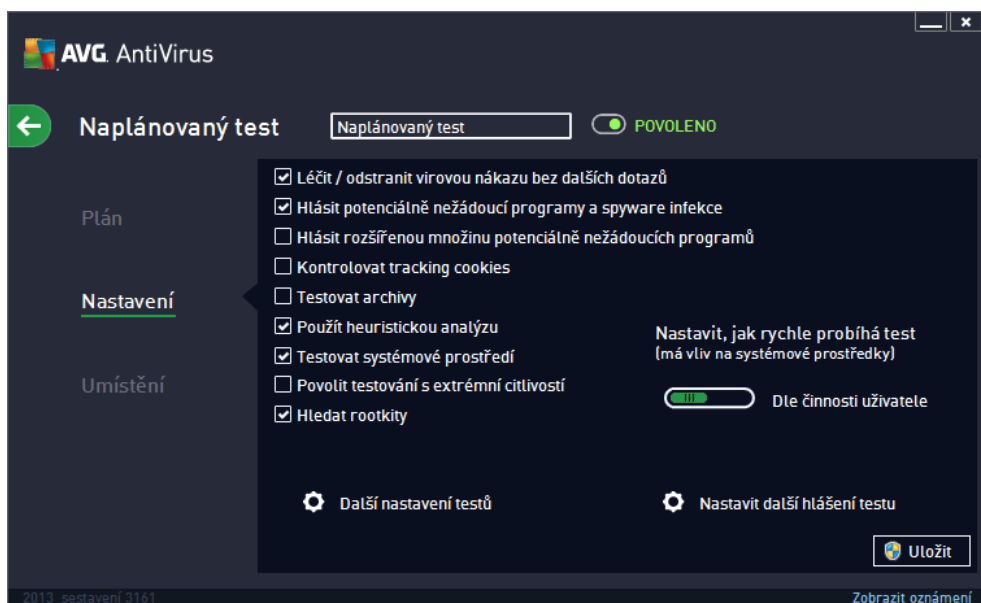 AVG. AntiVirus
Naplánovaný test
Naplánovaný test
POVOLENO
Plán
Nastavení
Umístění
Léčit / odstranit virovou nákazu bez dalších dotazů
Hlásit potenciálně nežádoucí programy a spyware infekce
Hlásit rozšířenou množinu potenciálně nežádoucích programů
Kontrolovat tracking cookies
Testovat archivy
Použít heuristickou analýzu
Testovat systémové prostředí
Povolit testování s extrémní citlivostí
Hledat rootkity
Nastavit, jak rychle probíhá test
(má vliv na systémové prostředky)
Dle činnosti uživatele
Další nastavení testů
Nastavit další hlášení testu
Uložit
2013 sestavení 3161
Zobrazit oznámení